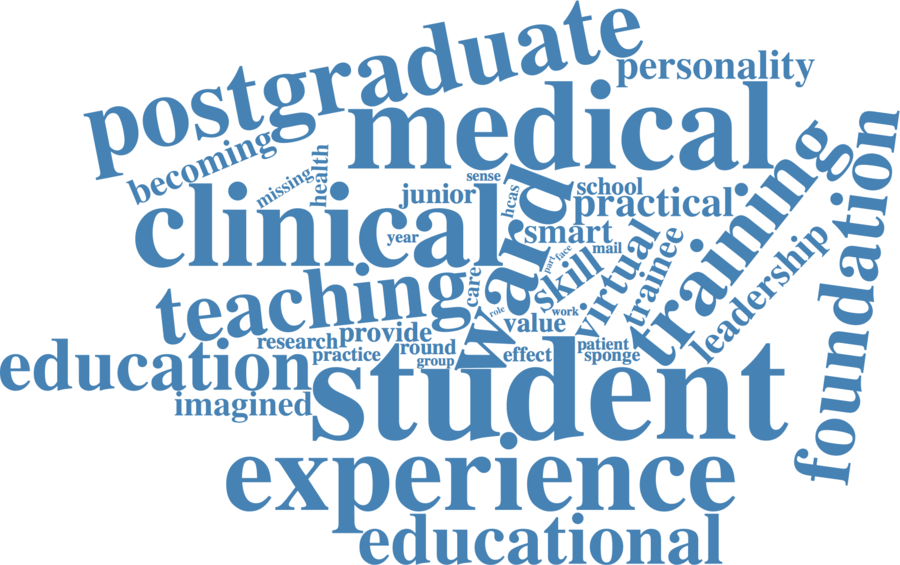 postgraduate
personality
medical
becoming
missing
health
sense
junior
hcas
school
practical
training
foundation
clinical
ward
smart
year
mail
face
part
skill
virtual
trainee
leadership
teaching
care
role
work
value
provide
research
practice
round
group
effect
patient
sponge
education
student
imagined
experience
educational